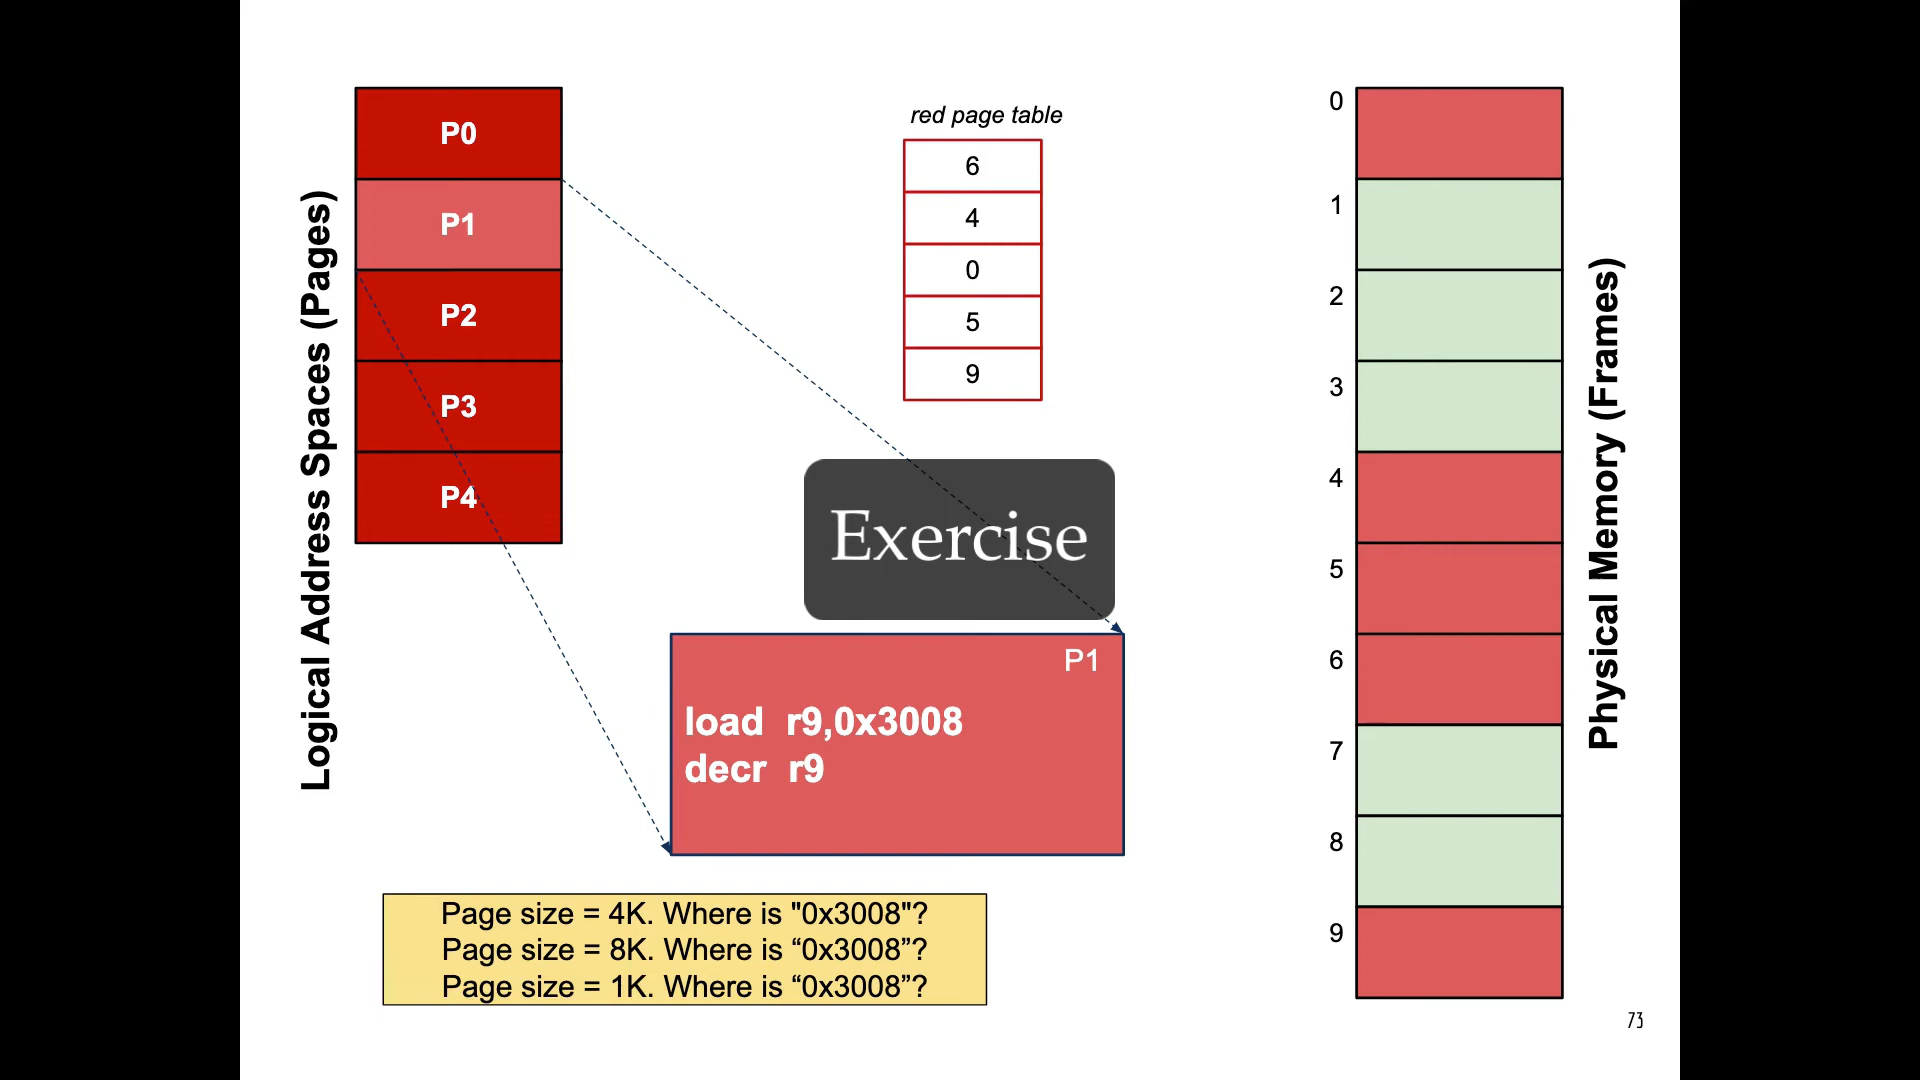 Logical Address Spaces (Pages)
P0
P1
P2
P3
P4
red page table
6
4
0
5
9
Exercise
P1
load r9,0x3008
decr r9
Page size = 4K. Where is "0x3008"?
Page size = 8K. Where is “0x3008”?
Page size = 1K. Where is “0x3008”?
0
1
2
3
4
5
6
7
8
9
Physical Memory (Frames)
73